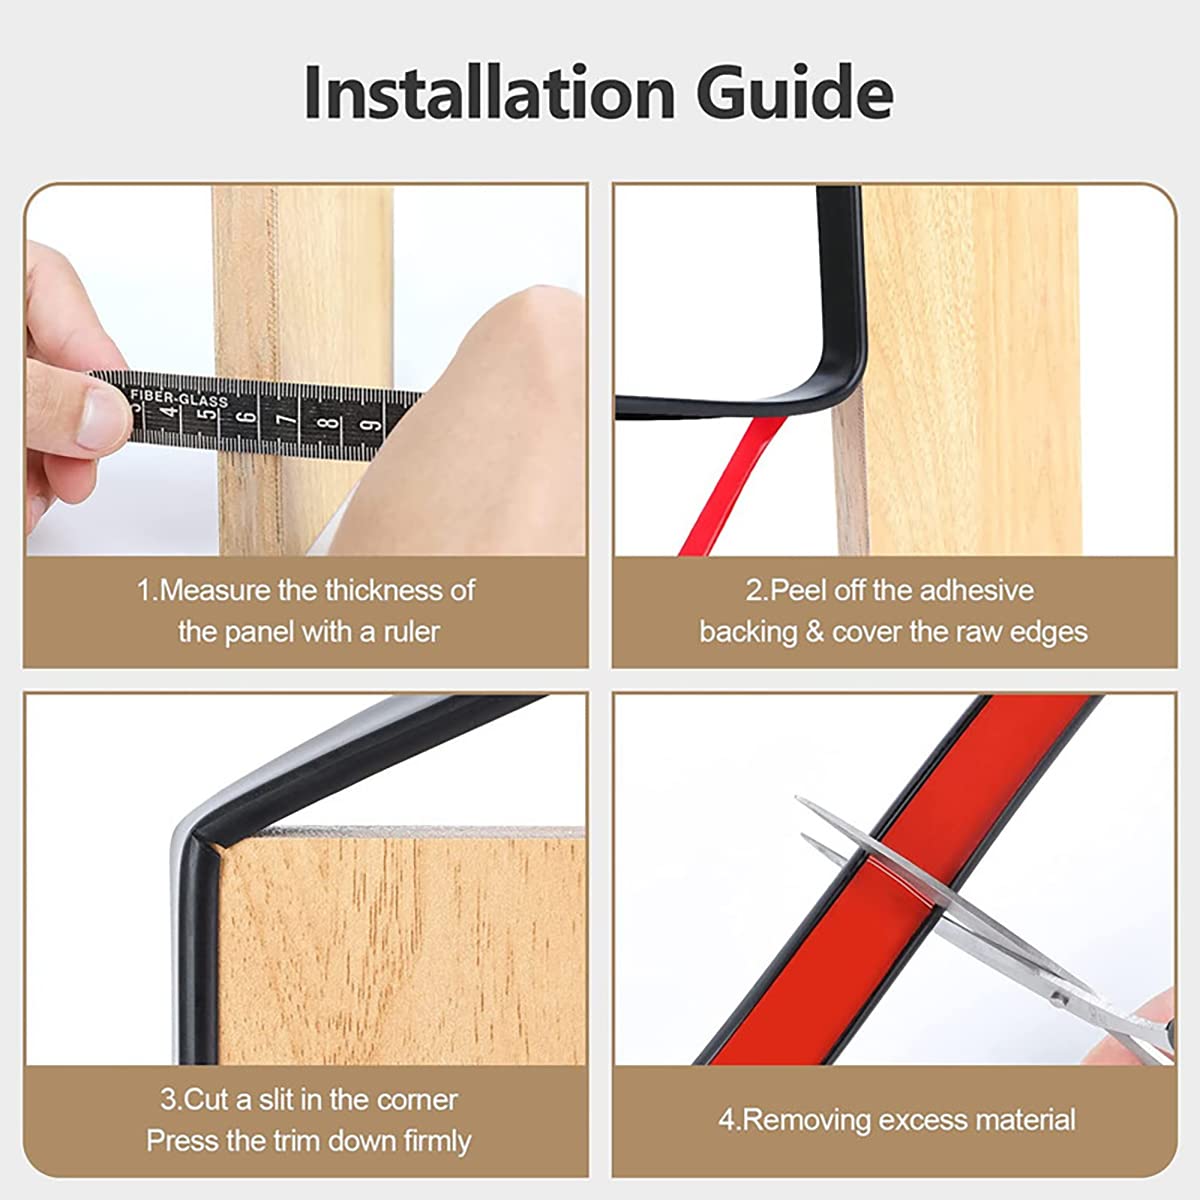 Installation Guide
FIBER-GLASS
3 4 5 6 7 8 9
1.Measure the thickness of
the panel with a ruler
2.Peel off the adhesive
backing & cover the raw edges
3.Cut a slit in the corner
Press the trim down firmly
4.Removing excess material